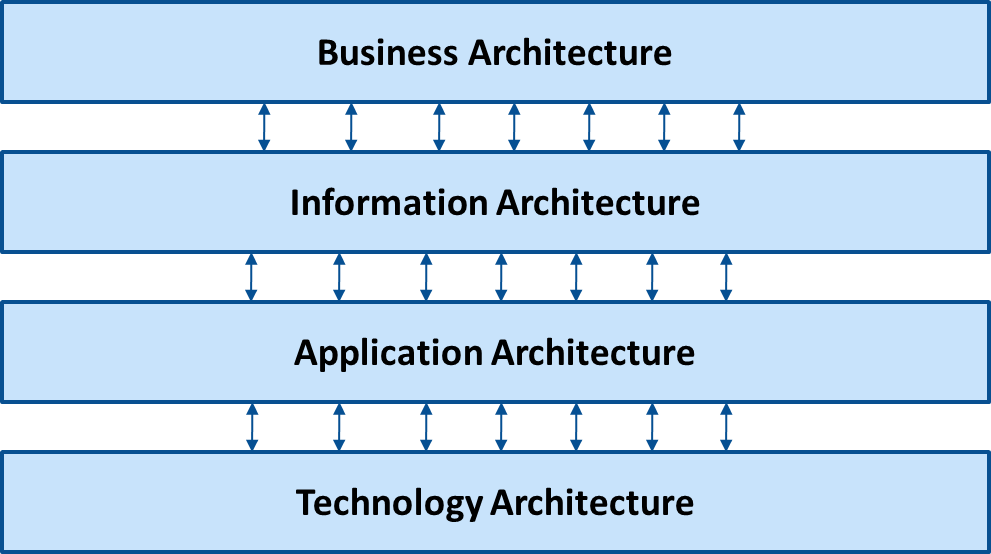 Business Architecture
Information Architecture
Application Architecture
Technology Architecture